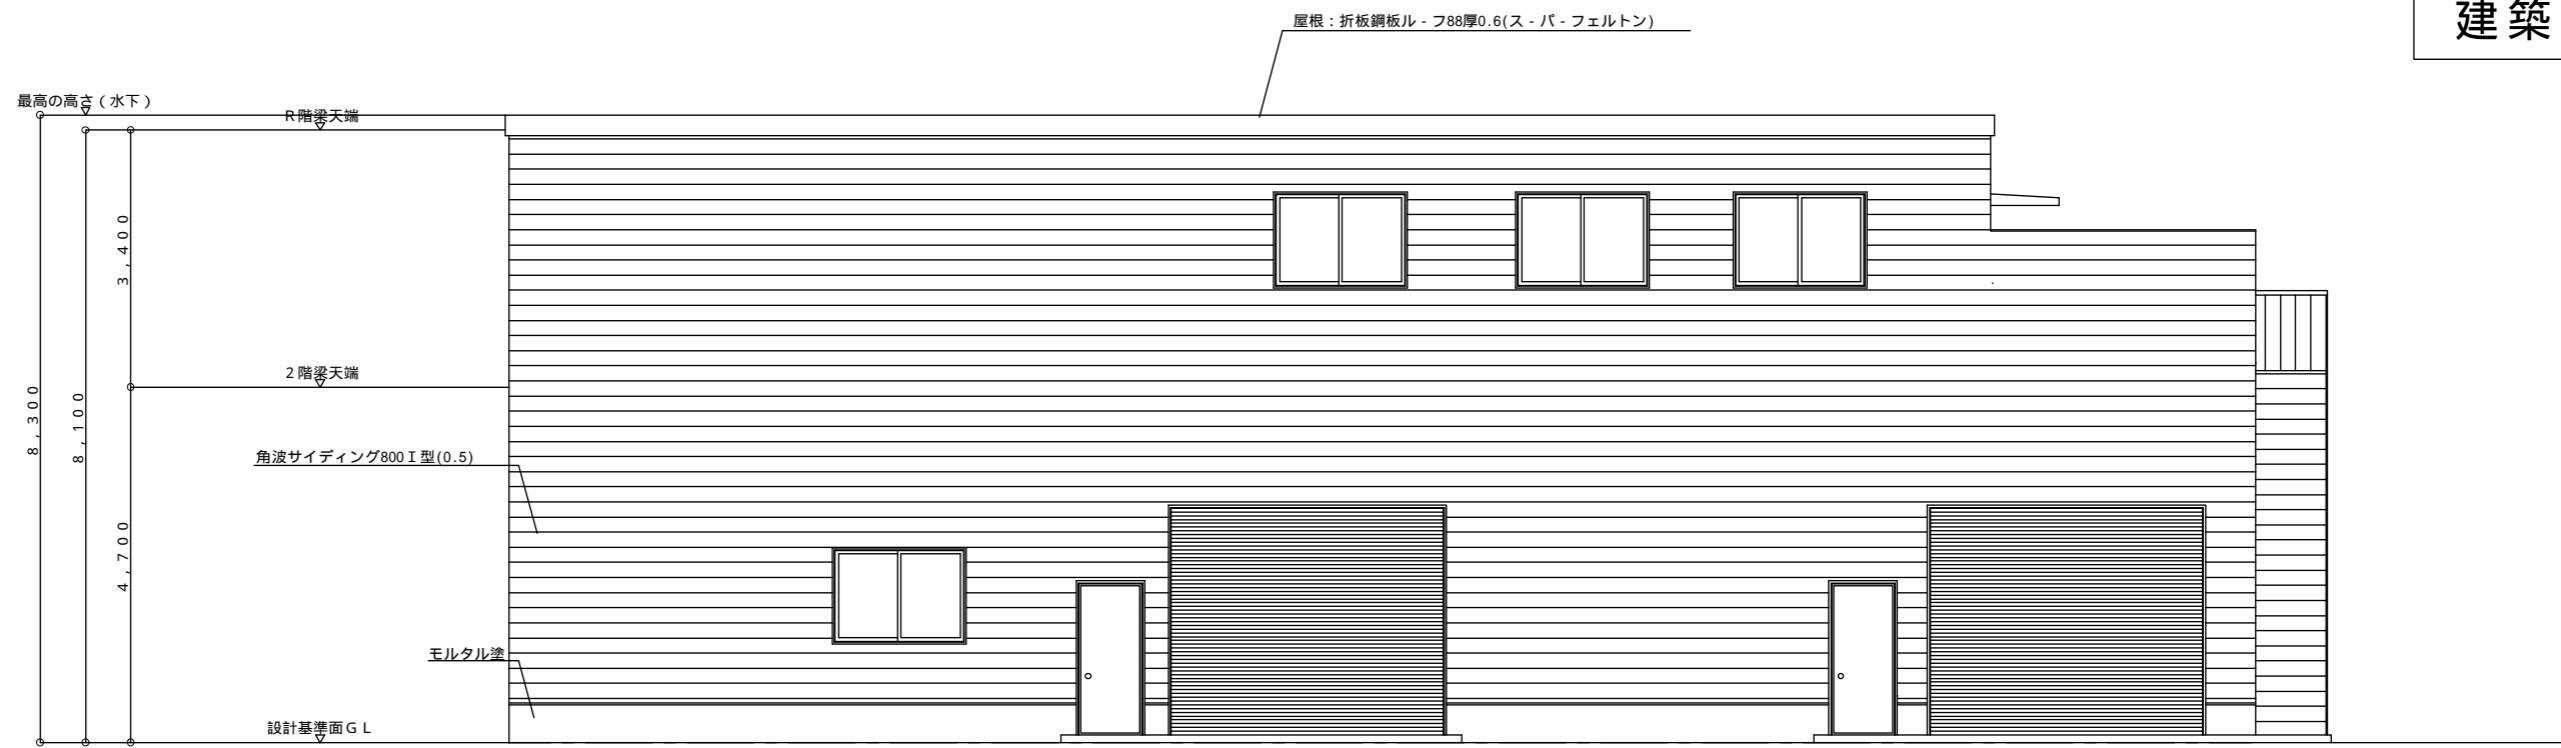 建築
屋根：折板鋼板ル‐フ88厚0.6(ス‐パ‐フェルトン)
最高の高さ（水下）
Ｒ階梁天端
3,400
2階梁天端
8,300
8,100
角波サイディング800Ｉ型(0.5)
4,700
モルタル塗
設計基準面ＧＬ